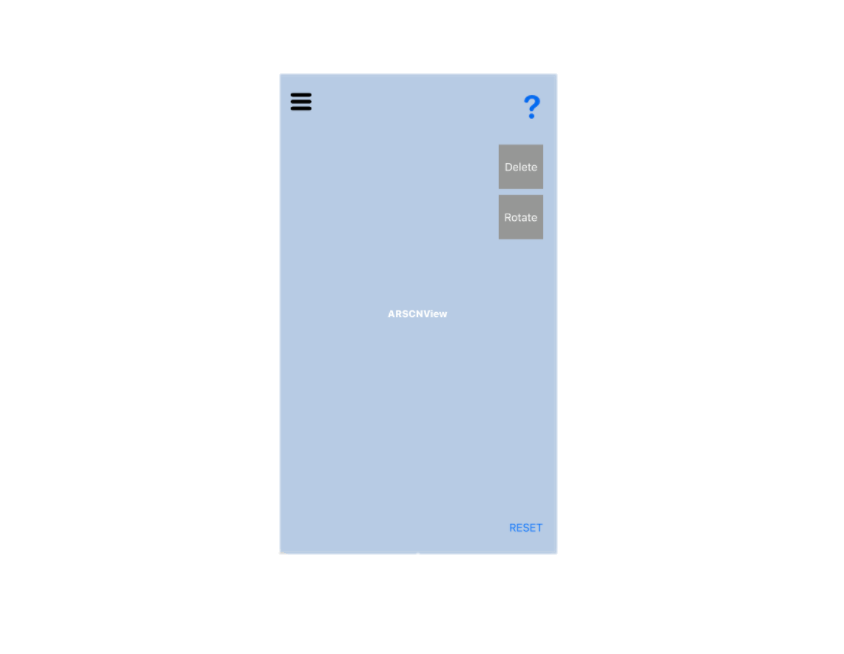 ?
Delete
Rotate
ARSCNView
RESET